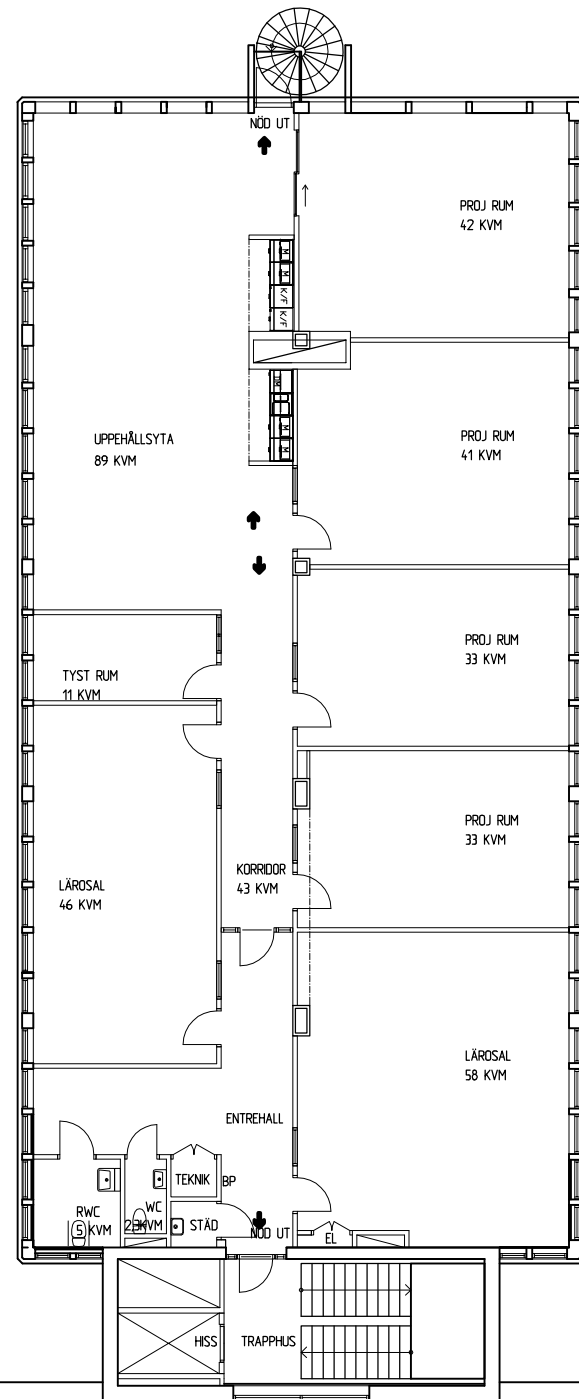 NÖD UT
PROJ RUM
42 KVM
M
M
K/F
K/F
UPPEHÅLLSYTA
89 KVM
PROJ RUM
41 KVM
M
M
TYST RUM
11 KVM
PROJ RUM
33 KVM
PROJ RUM
33 KVM
KORRIDOR
43 KVM
LÄROSAL
46 KVM
LÄROSAL
58 KVM
ENTREHALL
TEKNIK
BP
RWC
5 KVM
WC
2,3KVM
STÄD
NÖD UT
EL
HISS
TRAPPHUS